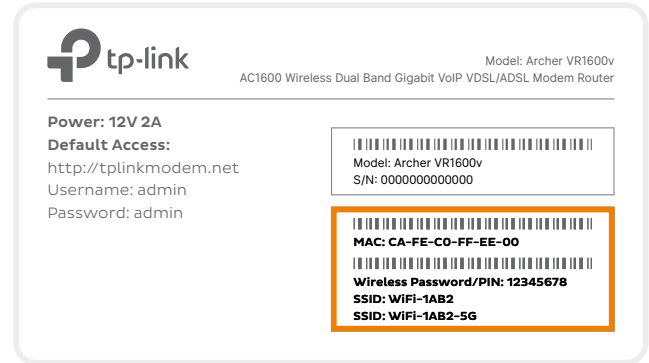 tp-link
Model: Archer VR1600v
AC1600 Wireless Dual Band Gigabit VoIP VDSL/ADSL Modem Router
Power: 12V 2A
Default Access:
http://tplinkmodem.net
Username: admin
Password: admin
Model: Archer VR1600v
S/N: 0000000000000
MAC: CA-FE-C0-FF-EE-00
Wireless Password/PIN: 12345678
SSID: WiFi-1AB2
SSID: WiFi-1AB2-5G